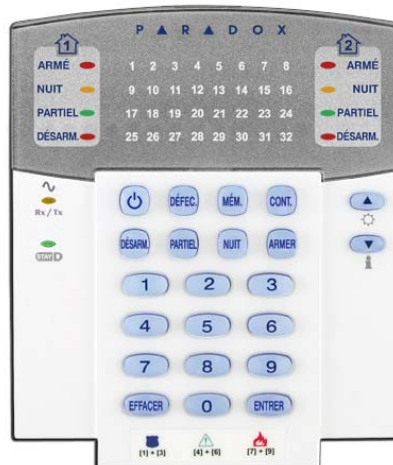 PARADOX
1 2
ARMÉ 1 2 3 4 5 6 7 8 ARMÉ
NUIT 9 10 11 12 13 14 15 16 NUIT
PARTIEL 17 18 19 20 21 22 23 24 PARTIEL
DÉSARM. 25 26 27 28 29 30 31 32 DÉSARM.
Rx/Tx DÉFEC. MÉM. CONT.
STAY D DÉSARM. PARTIEL NUIT ARMER
1 2 3
4 5 6
7 8 9
EFFACER 0 ENTRER
[1] + [3] [4] + [6] [7] + [9]